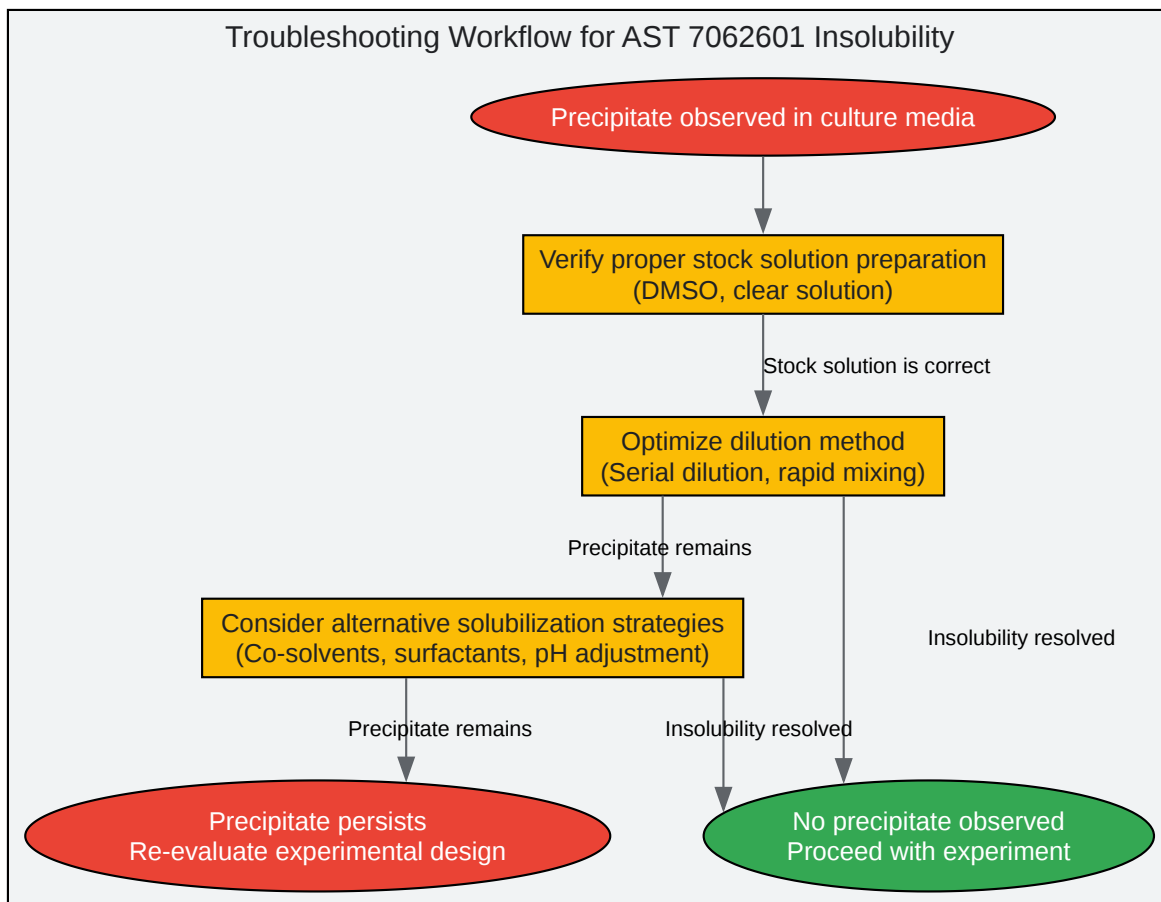 Troubleshooting Workflow for AST 7062601 Insolubility
Precipitate observed in culture media
Verify proper stock solution preparation
(DMSO, clear solution)
Stock solution is correct
Optimize dilution method
(Serial dilution, rapid mixing)
Precipitate remains
Consider alternative solubilization strategies
(Co-solvents, surfactants, pH adjustment)
Insolubility resolved
Precipitate remains
Insolubility resolved
Precipitate persists
Re-evaluate experimental design
No precipitate observed
Proceed with experiment